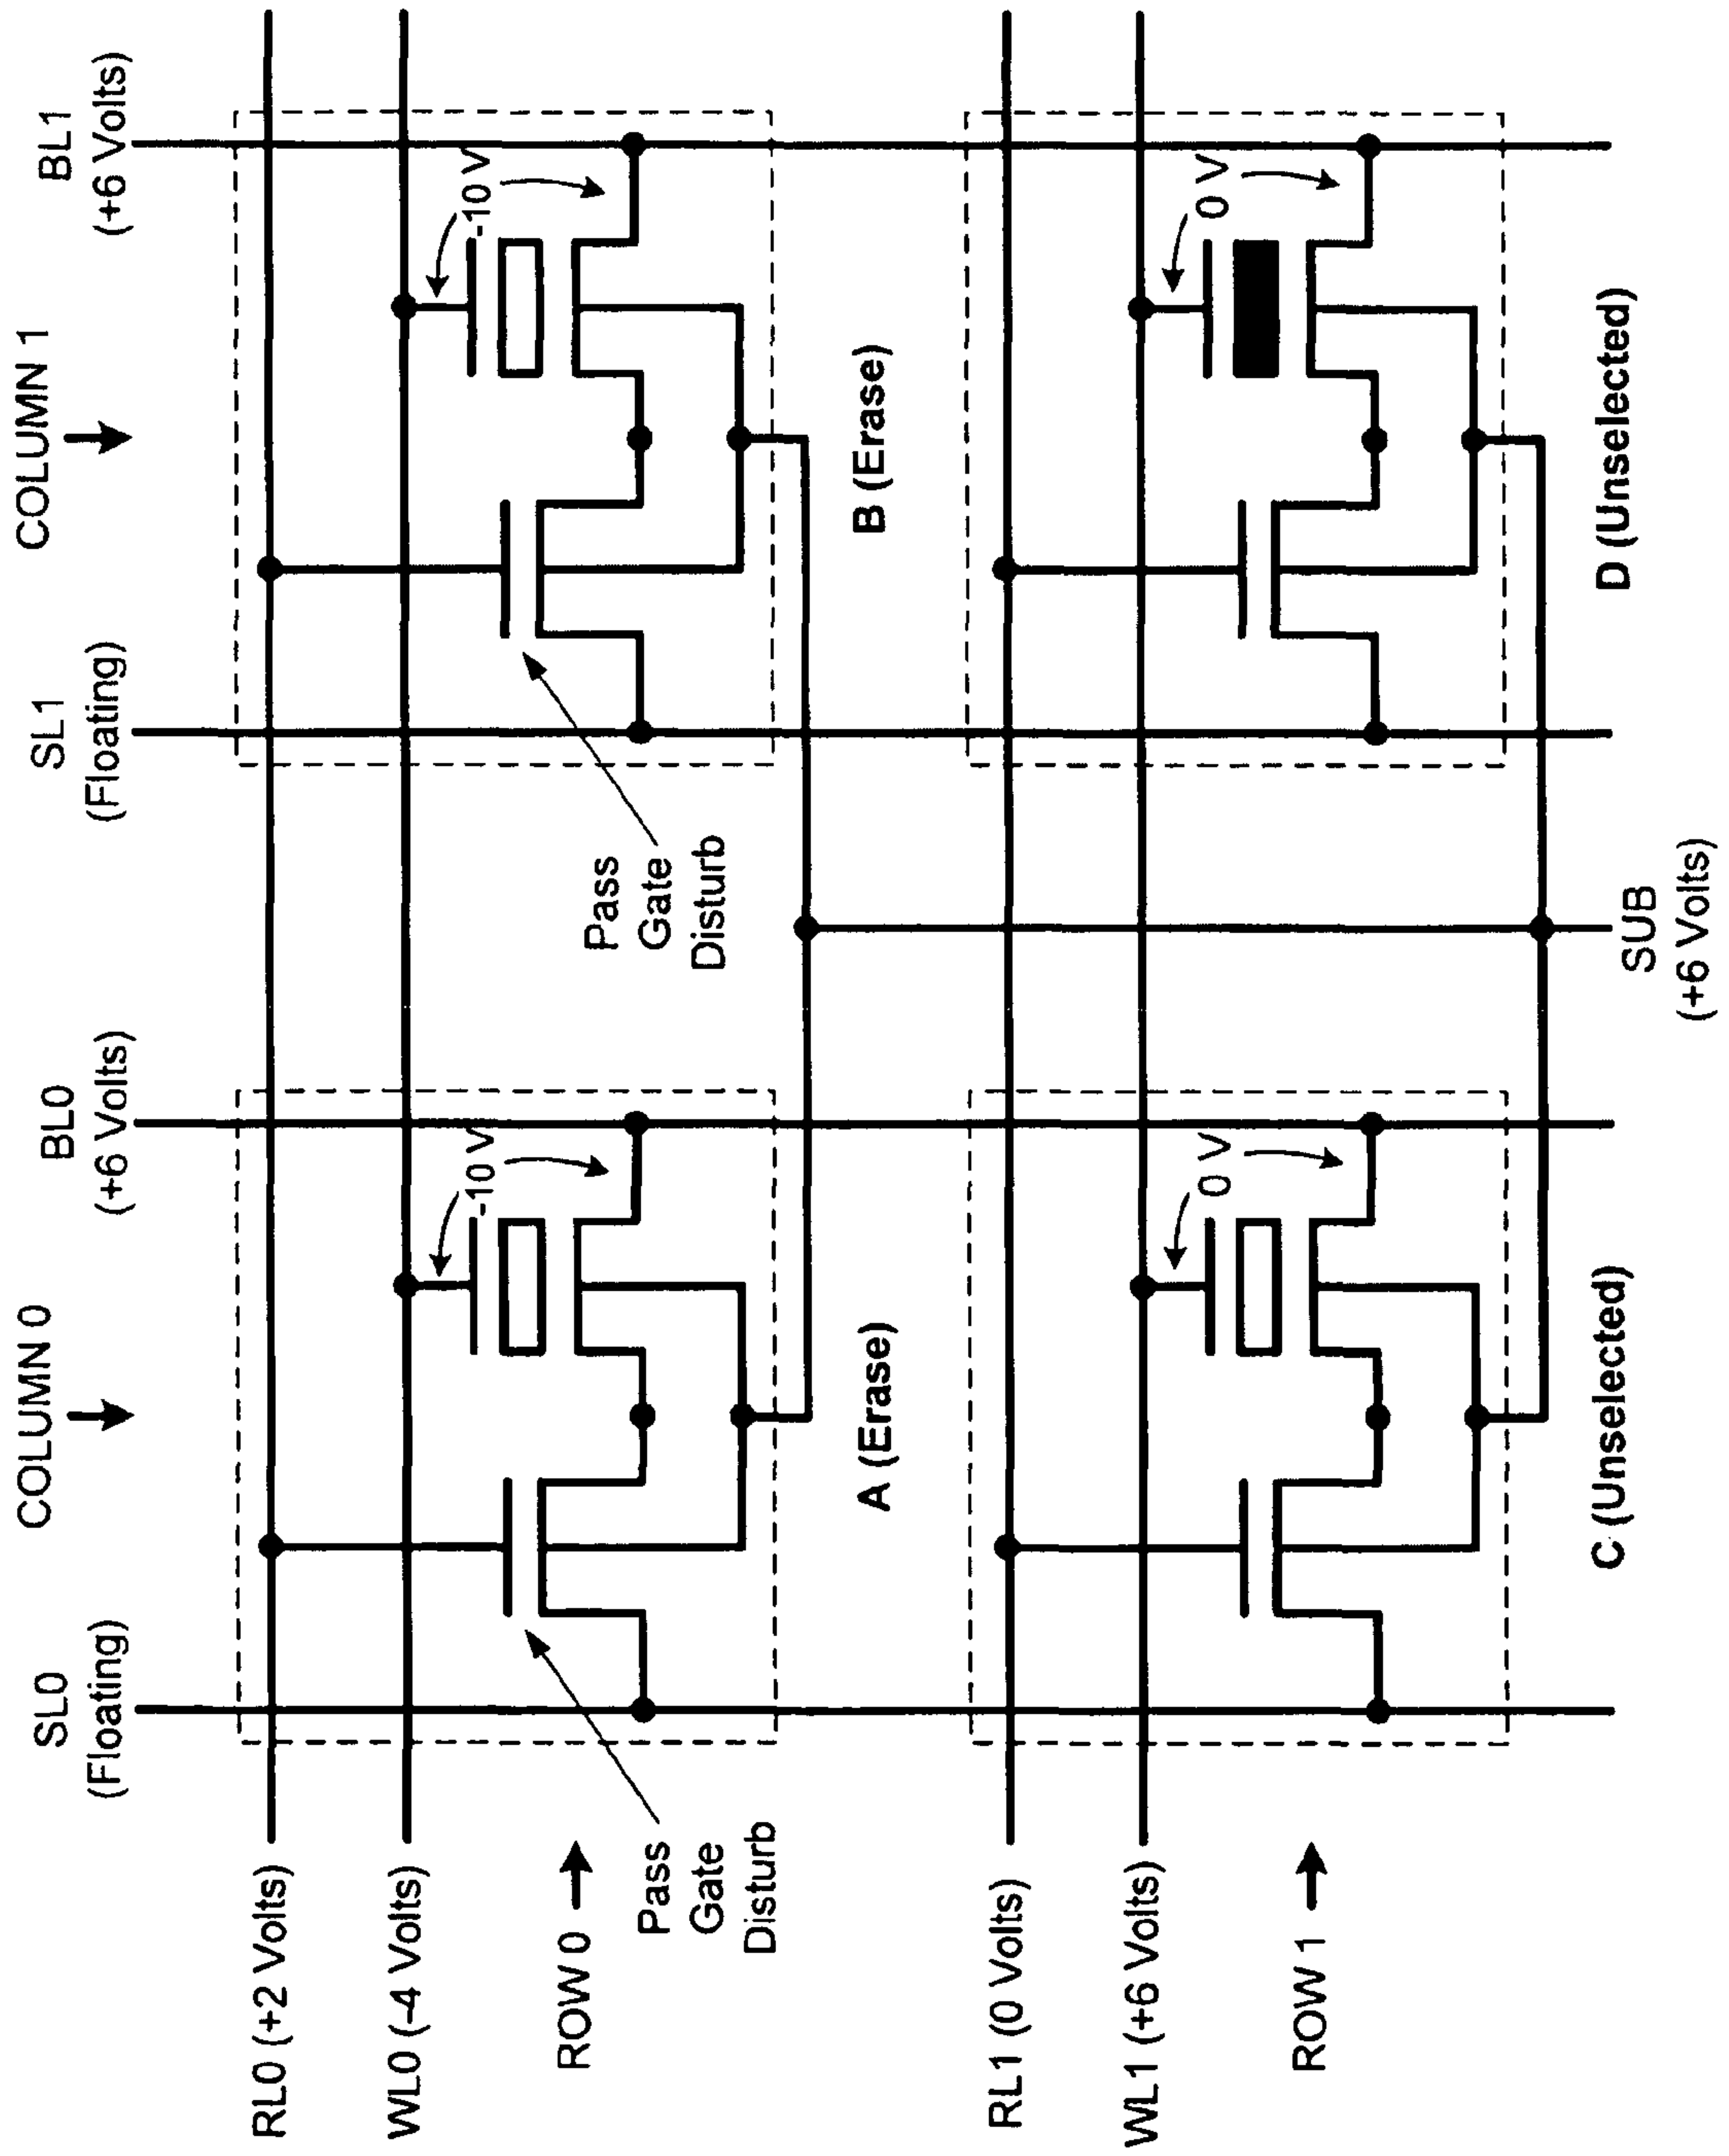 COLUMN 0
COLUMN 1
SL0
(Floating)
BL0
(+6 Volts)
SL1
(Floating)
BL1
(+6 Volts)
RL0 (+2 Volts)
WL0 (–4 Volts)
-10 V
-10 V
ROW 0
Pass
Gate
Disturb
Pass
Gate
Disturb
A (Erase)
B (Erase)
RL1 (0 Volts)
WL1 (+6 Volts)
0 V
0 V
ROW 1
C (Unselected)
D (Unselected)
SUB
(+6 Volts)